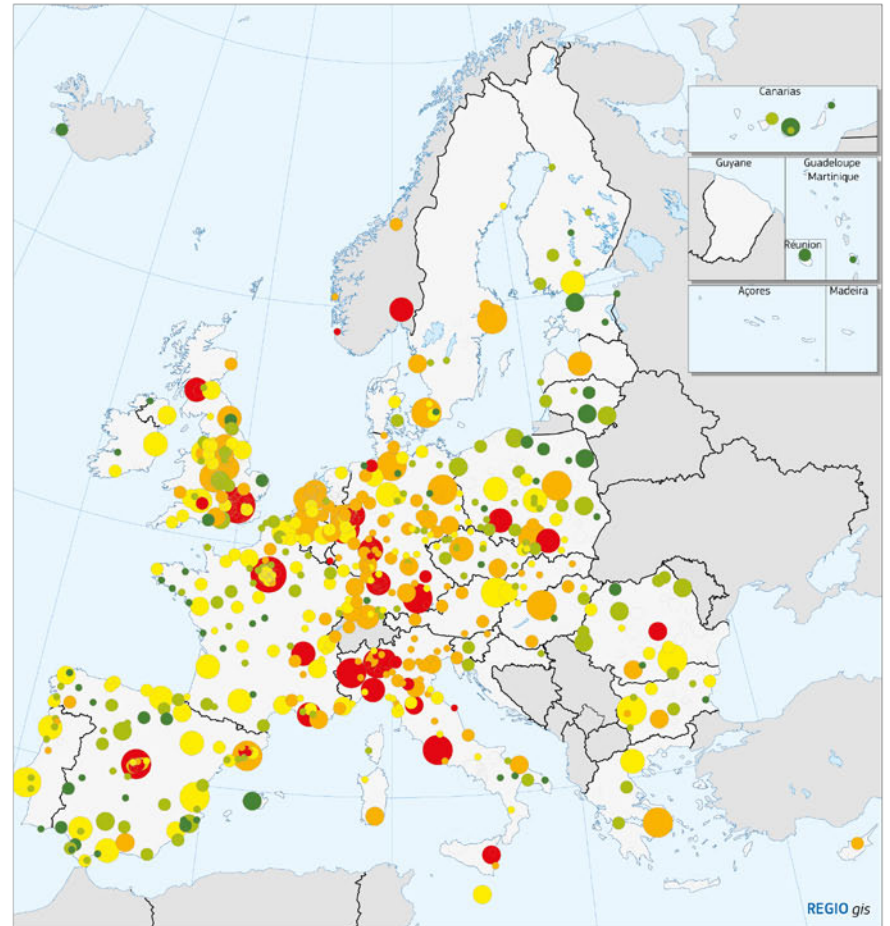 Canarias
Guyane
Guadeloupe
Martinique
Réunion
Açores
Madeira
REGIO gis